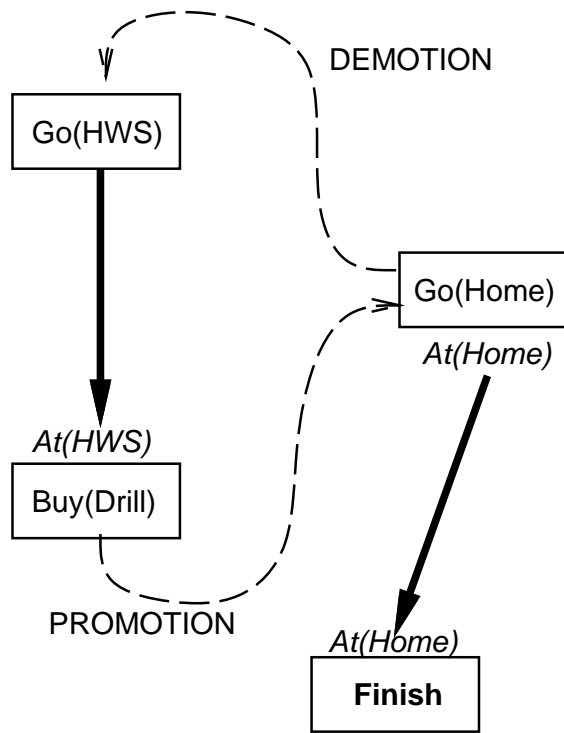 DEMOTION
Go(HWS)
Go(Home)
At(Home)
At(HWS)
Buy(Drill)
PROMOTION
At(Home)
Finish